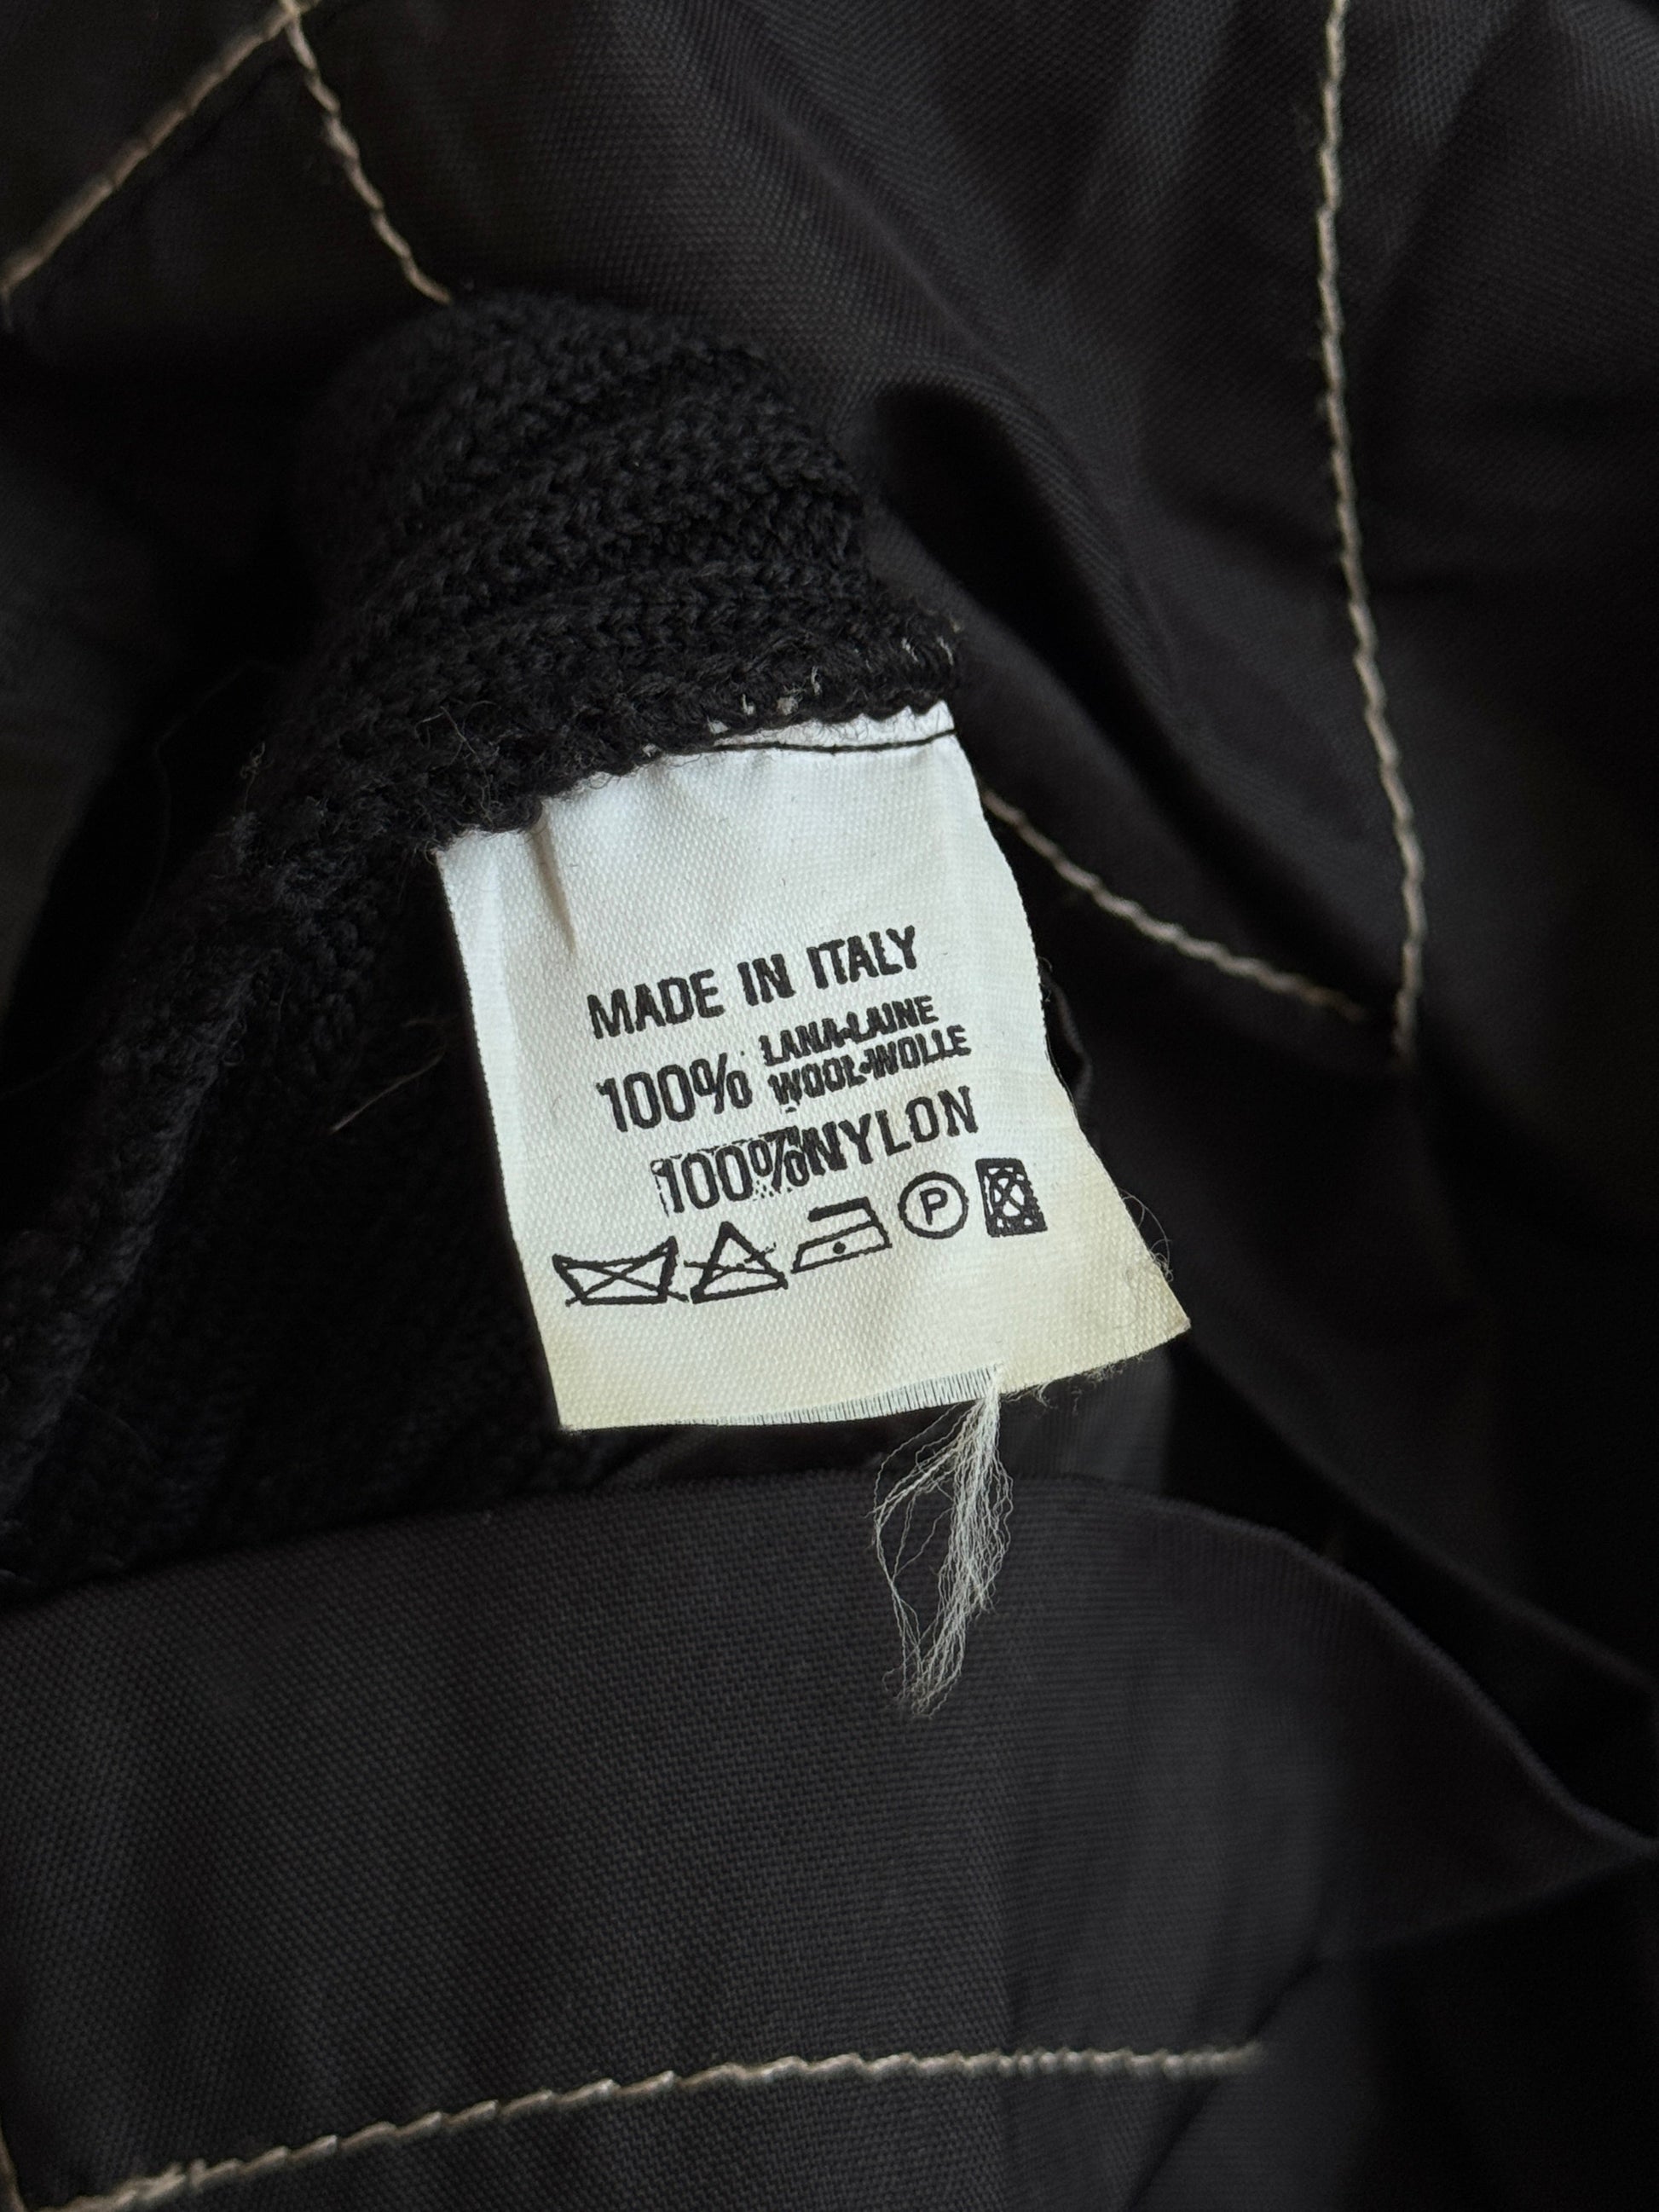 MADE IN ITALY
100% LANA-LAINE
WOOL-WOLLE
100% NYLON
P